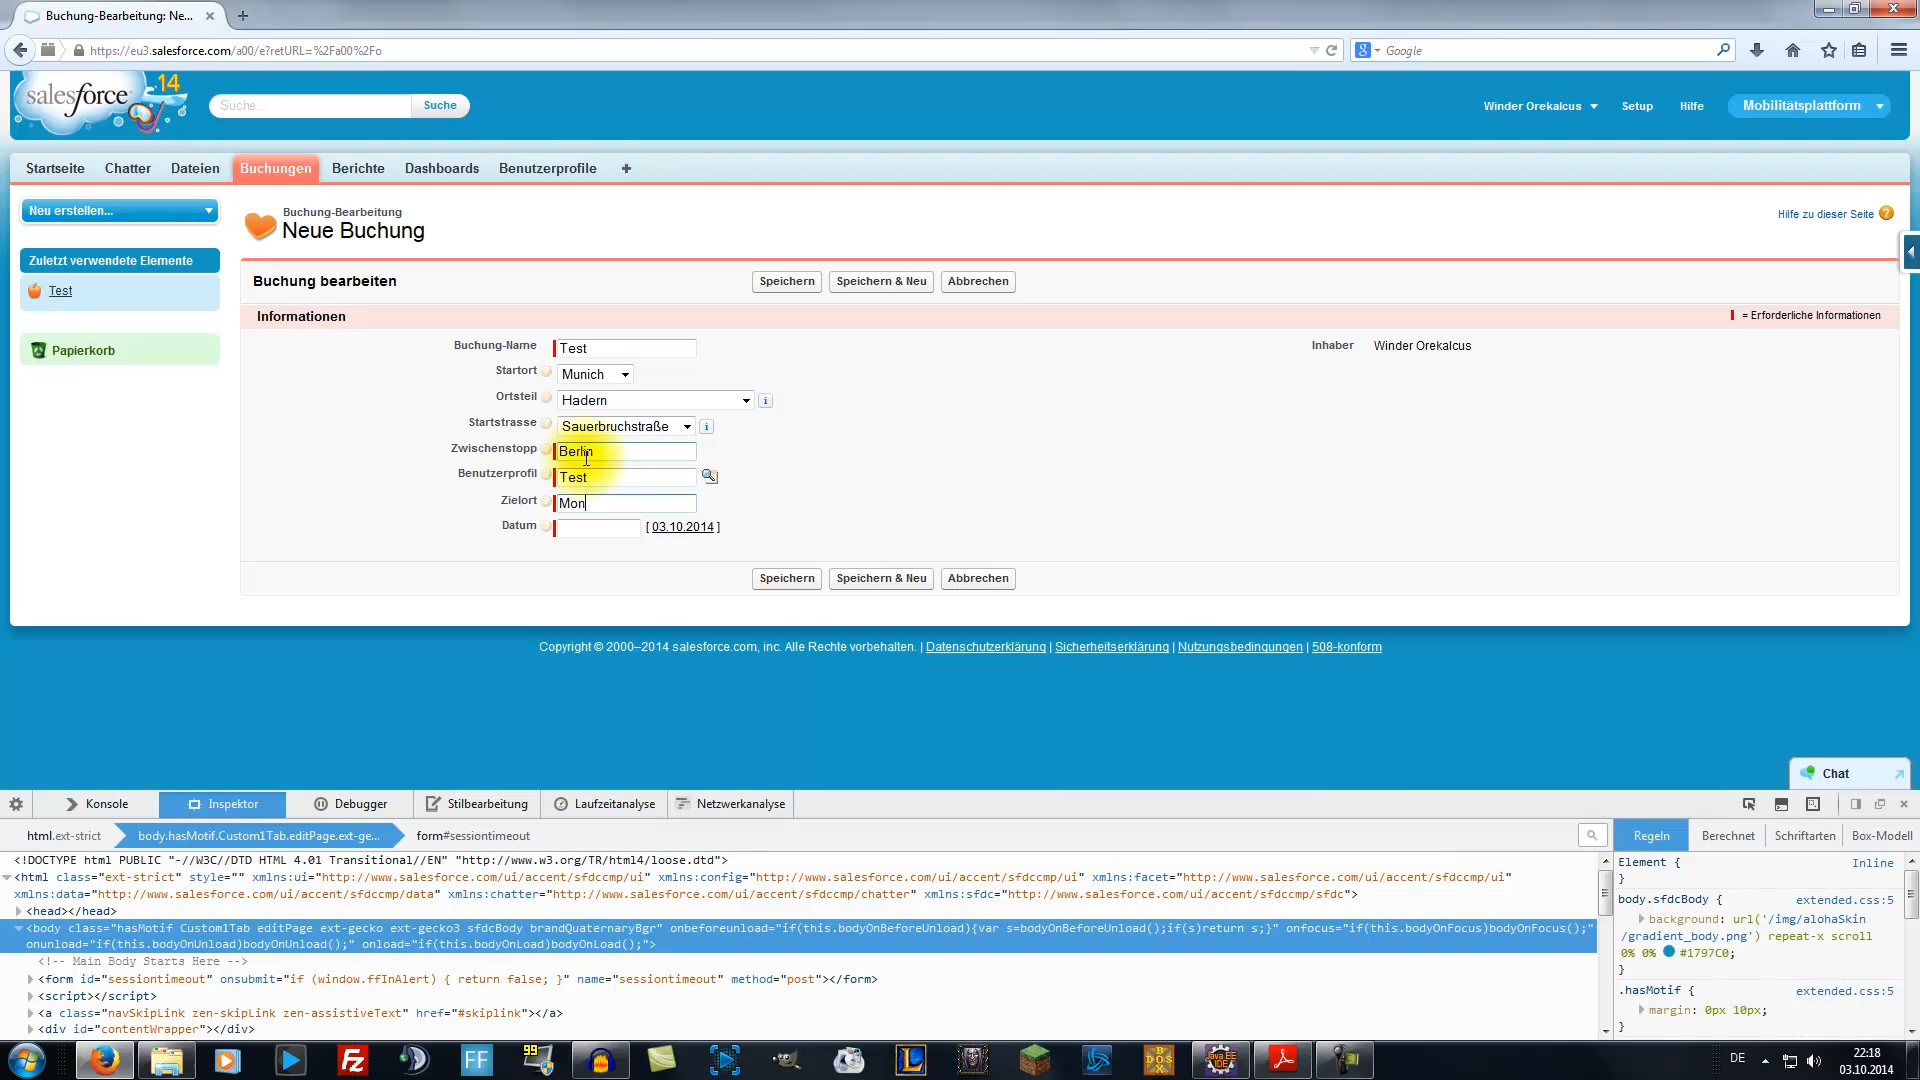 Buchung-Bearbeitung: Ne...
https://eu3.salesforce.com/a00/e?retURL=%2Fa00%2Fo
Google
salesforce 14
Suche...
Suche
Winder Orekalcus
Setup
Hilfe
Mobilitätsplattform
Startseite
Chatter
Dateien
Buchungen
Berichte
Dashboards
Benutzerprofile
+
Neu erstellen...
Zuletzt verwendete Elemente
Test
Papierkorb
Buchung-Bearbeitung
Neue Buchung
Hilfe zu dieser Seite ?
Buchung bearbeiten
Speichern
Speichern & Neu
Abbrechen
Informationen
= Erforderliche Informationen
Buchung-Name Test
Inhaber Winder Orekalcus
Startort Munich
Ortsteil Hadern
Startstrasse Sauerbruchstraße
Zwischenstopp Berlin
Benutzerprofil Test
Zielort Mon
Datum [ 03.10.2014 ]
Speichern
Speichern & Neu
Abbrechen
Copyright © 2000–2014 salesforce.com, inc. Alle Rechte vorbehalten. | Datenschutzerklärung | Sicherheitserklärung | Nutzungsbedingungen | 508-konform
Chat
Konsole
Inspektor
Debugger
Stilbearbeitung
Laufzeitanalyse
Netzwerkanalyse
html.ext-strict
body.hasMotif.Custom1Tab.editPage.ext-ge...
form#sessiontimeout
Regeln
Berechnet
Schriftarten
Box-Modell
<!DOCTYPE html PUBLIC "-//W3C//DTD HTML 4.01 Transitional//EN" "http://www.w3.org/TR/html4/loose.dtd">
<html class="ext-strict" style="" xmlns:ui="http://www.salesforce.com/ui/accent/sfdccmp/ui" xmlns:config="http://www.salesforce.com/ui/accent/sfdccmp/ui" xmlns:facet="http://www.salesforce.com/ui/accent/sfdccmp/ui"
xmlns:data="http://www.salesforce.com/ui/accent/sfdccmp/data" xmlns:chatter="http://www.salesforce.com/ui/accent/sfdccmp/chatter" xmlns:sfdc="http://www.salesforce.com/ui/accent/sfdccmp/sfdc">
<head></head>
<body class="hasMotif Custom1Tab editPage ext-gecko ext-gecko3 sfdcBody brandQuaternaryBgr" onbeforeunload="if(this.bodyOnBeforeUnload){var s=bodyOnBeforeUnload();if(s)return s;}" onfocus="if(this.bodyOnFocus)bodyOnFocus();"
onunload="if(this.bodyOnUnload)bodyOnUnload();" onload="if(this.bodyOnLoad)bodyOnLoad();">
<!-- Main Body Starts Here -->
<form id="sessiontimeout" onsubmit="if (window.ffInAlert) { return false; }" name="sessiontimeout" method="post"></form>
<script></script>
<a class="navSkipLink zen-skipLink zen-assistiveText" href="#skiplink"></a>
<div id="contentWrapper"></div>
Element {
Inline
}
body.sfdcBody {
extended.css:5
background: url('/img/alohaSkin
/gradient_body.png') repeat-x scroll
0% 0% #1797C0;
}
.hasMotif {
extended.css:5
margin: 0px 10px;
}
FZ
FF
99
L
Java EE IDE
DOS BOX
DE
22:18
03.10.2014